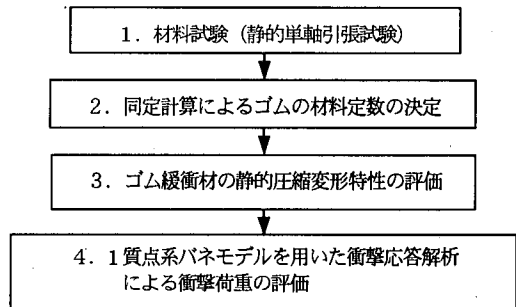 1．材料試験（静的単軸引張試験）
2．同定計算によるゴムの材料定数の決定
3．ゴム緩衝材の静的圧縮変形特性の評価
4．1質点系バネモデルを用いた衝撃応答解析
による衝撃荷重の評価